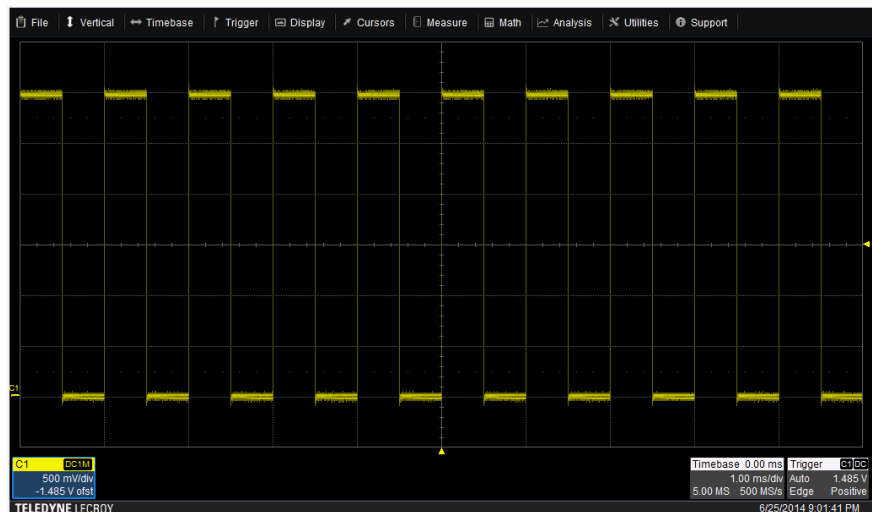 File Vertical Timebase Trigger Display Cursors Measure Math Analysis Utilities Support
C1
C1 DC1M
500 mV/div
-1.485 V ofst
Timebase 0.00 ms
1.00 ms/div
5.00 MS 500 MS/s
Trigger C1 DC
Auto 1.485 V
Edge Positive
TELEDYNE LECROY
6/25/2014 9:01:41 PM